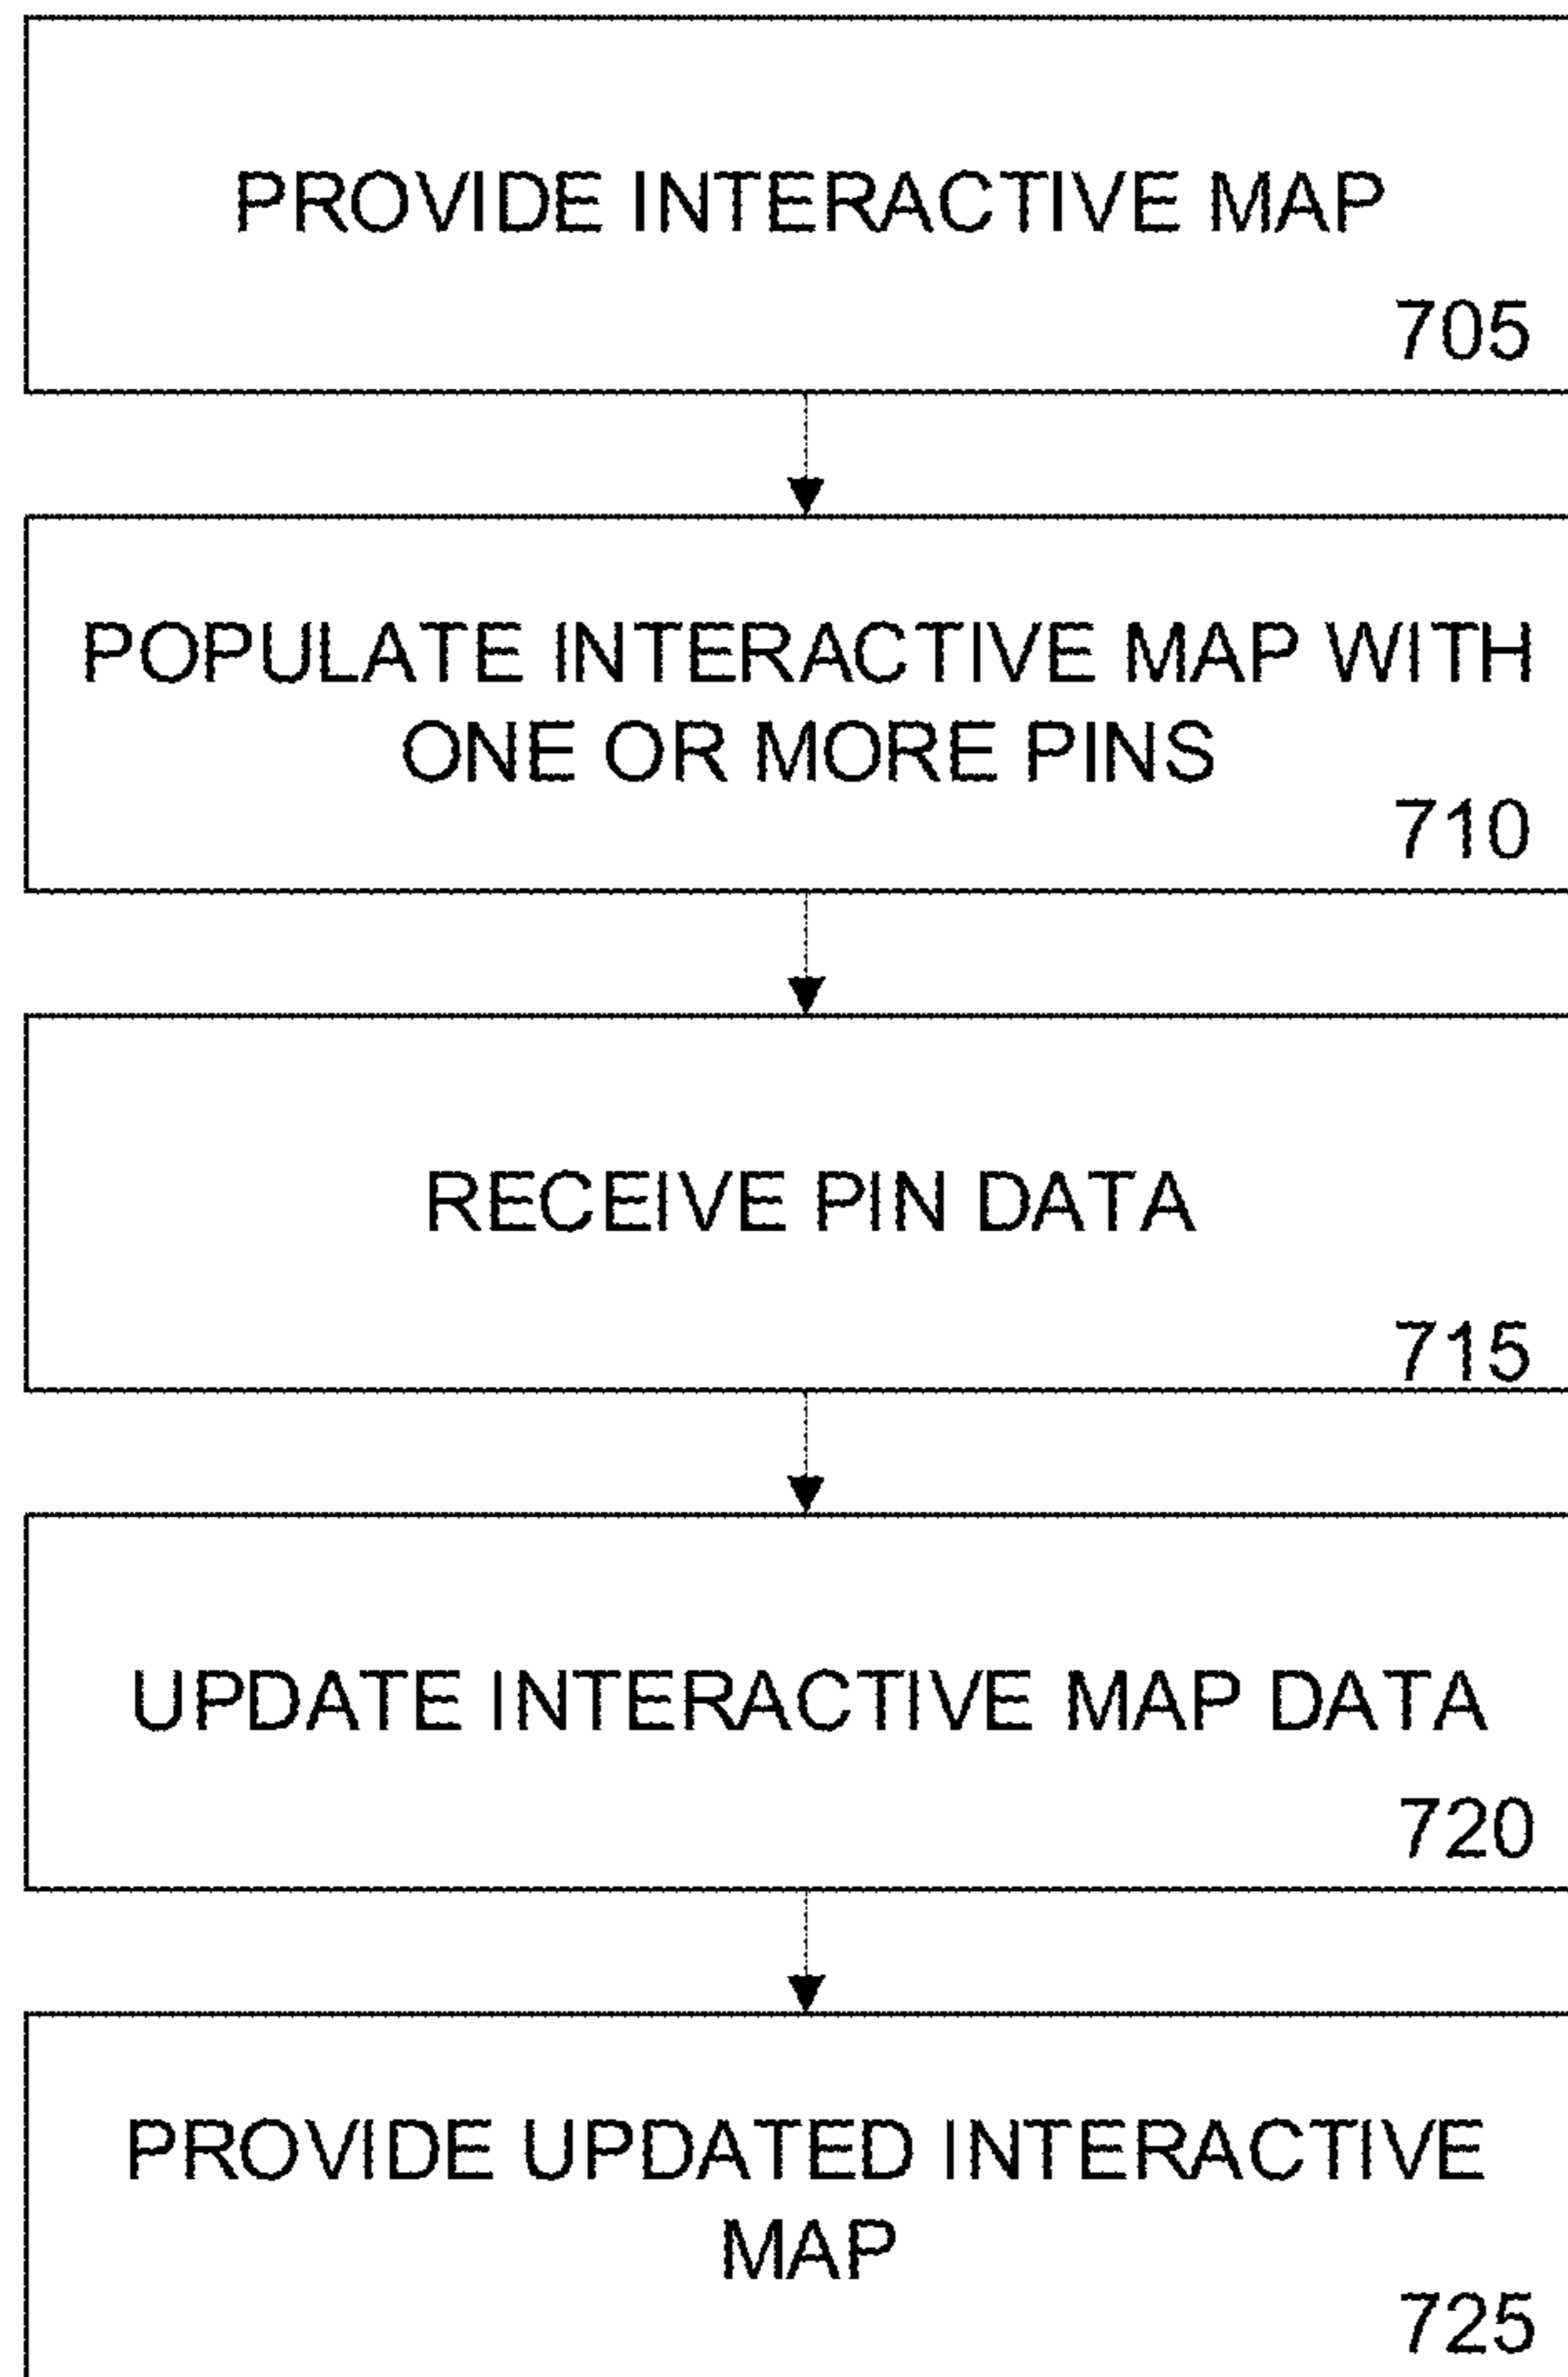 PROVIDE INTERACTIVE MAP
705
POPULATE INTERACTIVE MAP WITH
ONE OR MORE PINS
710
RECEIVE PIN DATA
715
UPDATE INTERACTIVE MAP DATA
720
PROVIDE UPDATED INTERACTIVE
MAP
725